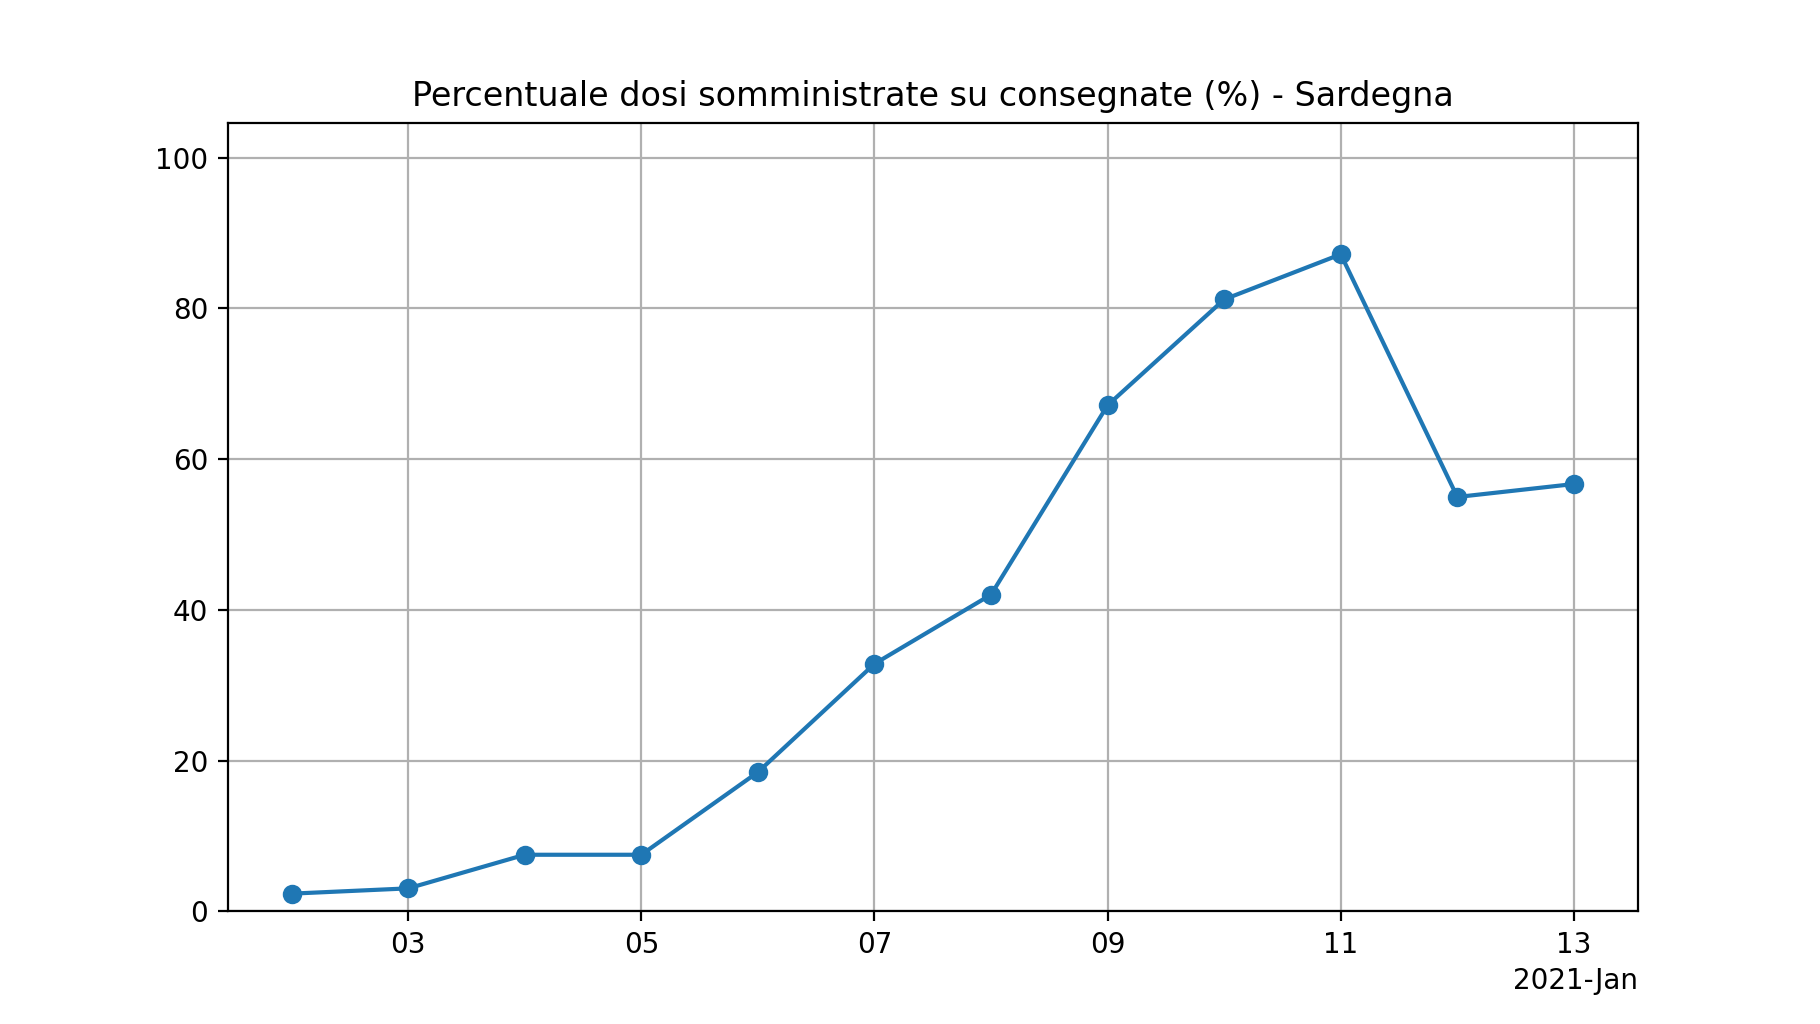 Percentuale dosi somministrate su consegnate (%) - Sardegna
100
80
60
40
20
0
03 05 07 09 11 13
2021-Jan